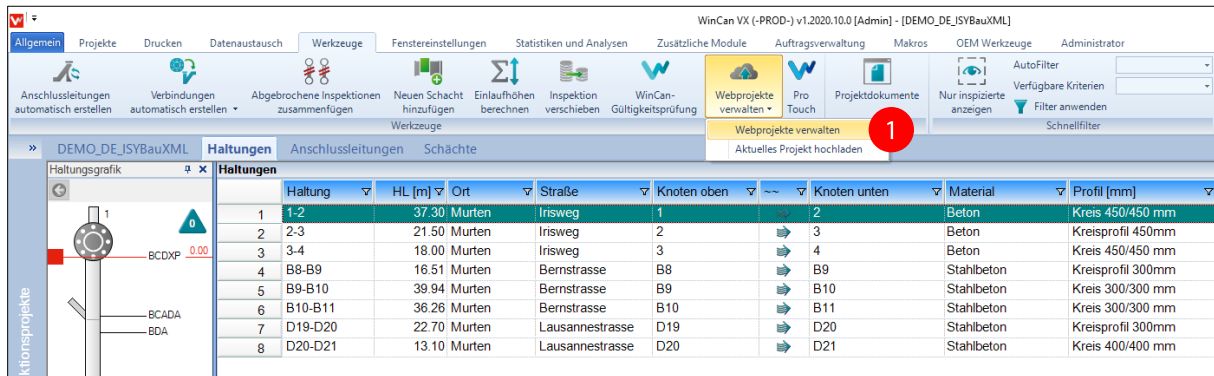 WinCan VX (-PROD-) v1.2020.10.0 [Admin] - [DEMO_DE_ISYBauXML]
Allgemein Projekte Drucken Datenaustausch Werkzeuge Fenstereinstellungen Statistiken und Analysen Zusätzliche Module Auftragsverwaltung Makros OEM Werkzeuge Administrator
Anschlussleitungen
automatisch erstellen
Verbindungen
automatisch erstellen
Abgebrochene Inspektionen
zusammenfügen
Neuen Schacht
hinzufügen
Einlaufhöhen
berechnen
Inspektion
verschieben
WinCan-
Gültigkeitsprüfung
Webprojekte
verwalten
Pro
Touch
Projektdokumente
Nur inspizierte
anzeigen
AutoFilter
Verfügbare Kriterien
Filter anwenden
Werkzeuge
Schnellfilter
Webprojekte verwalten
1
Aktuelles Projekt hochladen
» DEMO_DE_ISYBauXML Haltungen Anschlussleitungen Schächte
Haltungsgrafik
Haltungen
Haltung HL [m] Ort Straße Knoten oben ~~ Knoten unten Material Profil [mm]
1 1-2 37.30 Murten Irisweg 1 2 Beton Kreis 450/450 mm
2 2-3 21.50 Murten Irisweg 2 3 Beton Kreisprofil 450mm
3 3-4 18.00 Murten Irisweg 3 4 Beton Kreis 450/450 mm
4 B8-B9 16.51 Murten Bernstrasse B8 B9 Stahlbeton Kreisprofil 300mm
5 B9-B10 39.94 Murten Bernstrasse B9 B10 Stahlbeton Kreis 300/300 mm
6 B10-B11 36.26 Murten Bernstrasse B10 B11 Stahlbeton Kreis 300/300 mm
7 D19-D20 22.70 Murten Lausannestrasse D19 D20 Stahlbeton Kreisprofil 300mm
8 D20-D21 13.10 Murten Lausannestrasse D20 D21 Stahlbeton Kreis 400/400 mm
1
0
BCDXP 0.00
BCADA
BDA